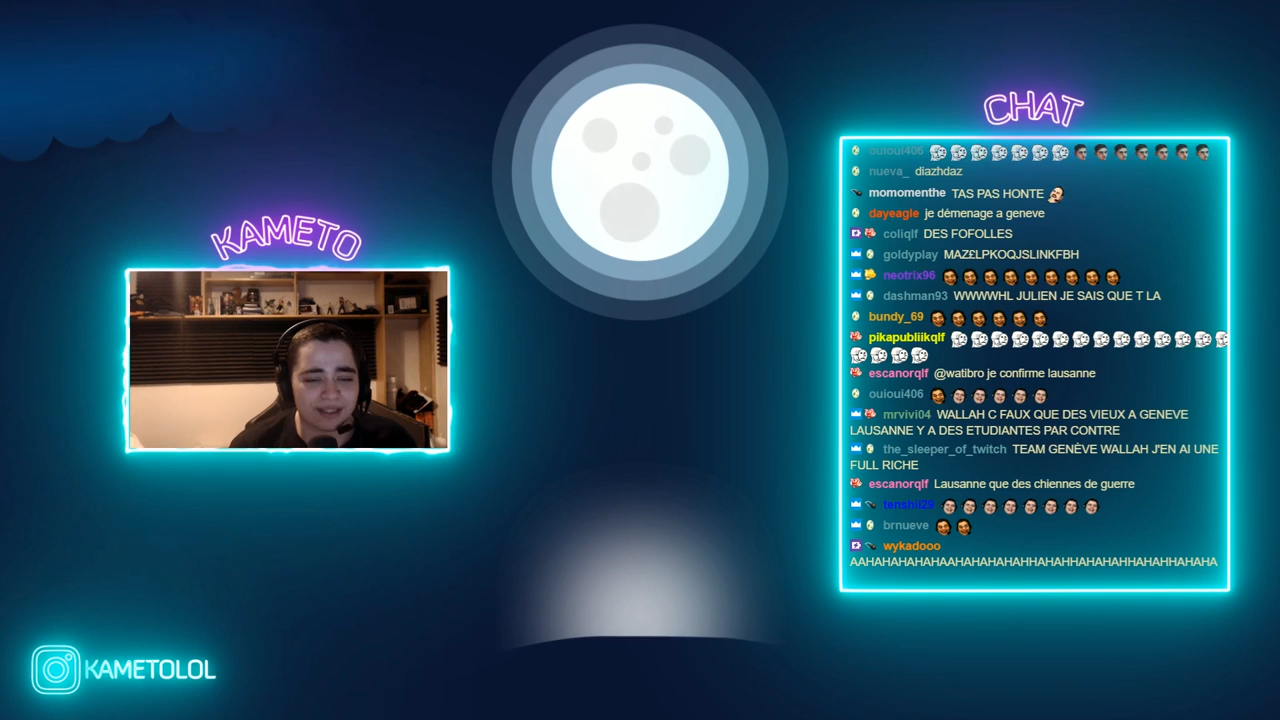 KAMETO
CHAT
ouioui406
nueva_ diazhdaz
momomenthe TAS PAS HONTE
dayeagle je démenage a geneve
coliqlf DES FOFOLLES
goldyplay MAZ£LPKOQJSLINKFBH
neotrix96
dashman93 WWWWHL JULIEN JE SAIS QUE T LA
bundy_69
pikapubliikqlf
escanorqlf @watibro je confirme lausanne
ouioui406
mrvivi04 WALLAH C FAUX QUE DES VIEUX A GENEVE
LAUSANNE Y A DES ETUDIANTES PAR CONTRE
the_sleeper_of_twitch TEAM GENÈVE WALLAH J'EN AI UNE
FULL RICHE
escanorqlf Lausanne que des chiennes de guerre
tenshii29
brnueve
wykadooo
AAHAHAHAHAHAAHAHAHAHAHHAHAHHAHAHAHHAHAHHAHAHA
KAMETOLOL